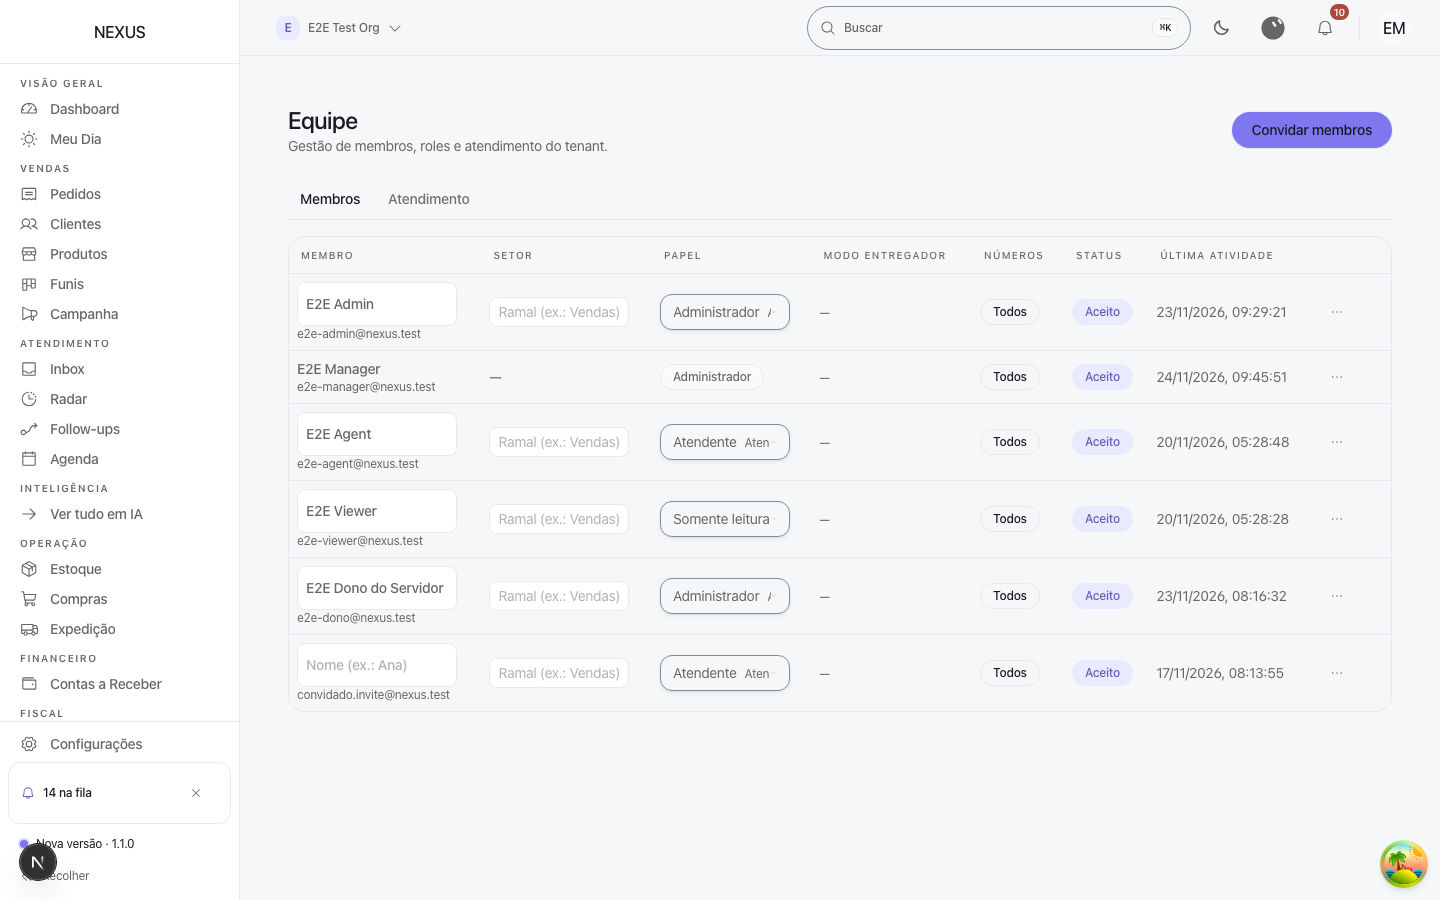 NEXUS
E E2E Test Org
Buscar
⌘K
10
EM
VISÃO GERAL
Dashboard
Meu Dia
VENDAS
Pedidos
Clientes
Produtos
Funis
Campanha
ATENDIMENTO
Inbox
Radar
Follow-ups
Agenda
INTELIGÊNCIA
Ver tudo em IA
OPERAÇÃO
Estoque
Compras
Expedição
FINANCEIRO
Contas a Receber
FISCAL
Configurações
14 na fila
Nova versão · 1.1.0
N
Equipe
Gestão de membros, roles e atendimento do tenant.
Convidar membros
Membros Atendimento
MEMBRO SETOR PAPEL MODO ENTREGADOR NÚMEROS STATUS ÚLTIMA ATIVIDADE
E2E Admin Ramal (ex.: Vendas) Administrador — Todos Aceito 23/11/2026, 09:29:21 ···
e2e-admin@nexus.test
E2E Manager — Administrador — Todos Aceito 24/11/2026, 09:45:51 ···
e2e-manager@nexus.test
E2E Agent Ramal (ex.: Vendas) Atendente Aten — Todos Aceito 20/11/2026, 05:28:48 ···
e2e-agent@nexus.test
E2E Viewer Ramal (ex.: Vendas) Somente leitura — Todos Aceito 20/11/2026, 05:28:28 ···
e2e-viewer@nexus.test
E2E Dono do Servidor Ramal (ex.: Vendas) Administrador — Todos Aceito 23/11/2026, 08:16:32 ···
e2e-dono@nexus.test
Nome (ex.: Ana) Ramal (ex.: Vendas) Atendente Aten — Todos Aceito 17/11/2026, 08:13:55 ···
convidado.invite@nexus.test